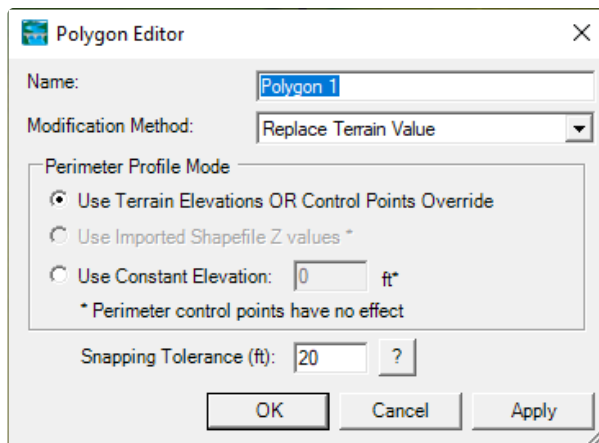 Polygon Editor
Name: Polygon 1
Modification Method: Replace Terrain Value
Perimeter Profile Mode
Use Terrain Elevations OR Control Points Override
Use Imported Shapefile Z values *
Use Constant Elevation: 0 ft*
* Perimeter control points have no effect
Snapping Tolerance (ft): 20 ?
OK Cancel Apply